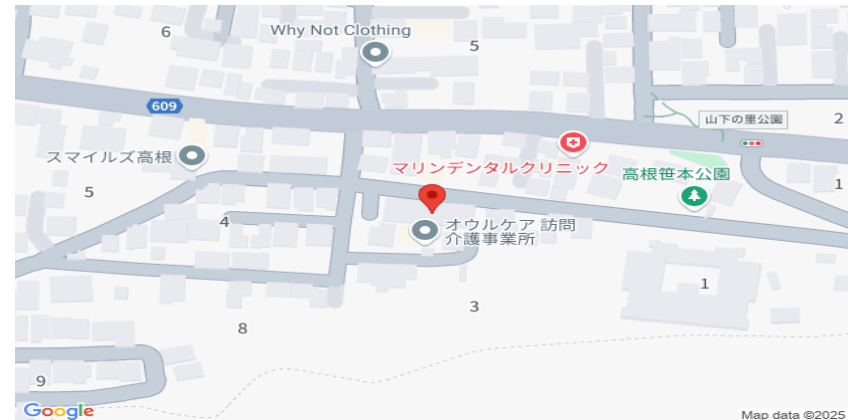 6
Why Not Clothing
5
609
山下の里公園
2
スマイルズ高根
マリンデンタルクリニック
高根笹本公園
5
1
4
オウルケア 訪問
介護事業所
1
3
8
9
Google
Map data ©2025